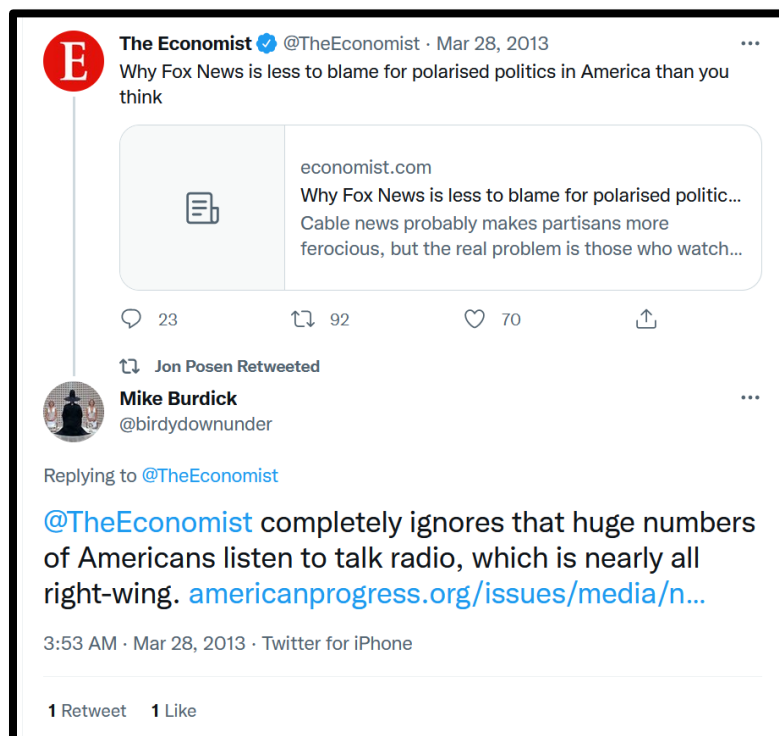 E
The Economist @TheEconomist · Mar 28, 2013
Why Fox News is less to blame for polarised politics in America than you
think
economist.com
Why Fox News is less to blame for polarised politic...
Cable news probably makes partisans more
ferocious, but the real problem is those who watch...
23 92 70
Jon Posen Retweeted
Mike Burdick
@birdydownunder
Replying to @TheEconomist
@TheEconomist completely ignores that huge numbers
of Americans listen to talk radio, which is nearly all
right-wing. americanprogress.org/issues/media/n...
3:53 AM · Mar 28, 2013 · Twitter for iPhone
1 Retweet 1 Like